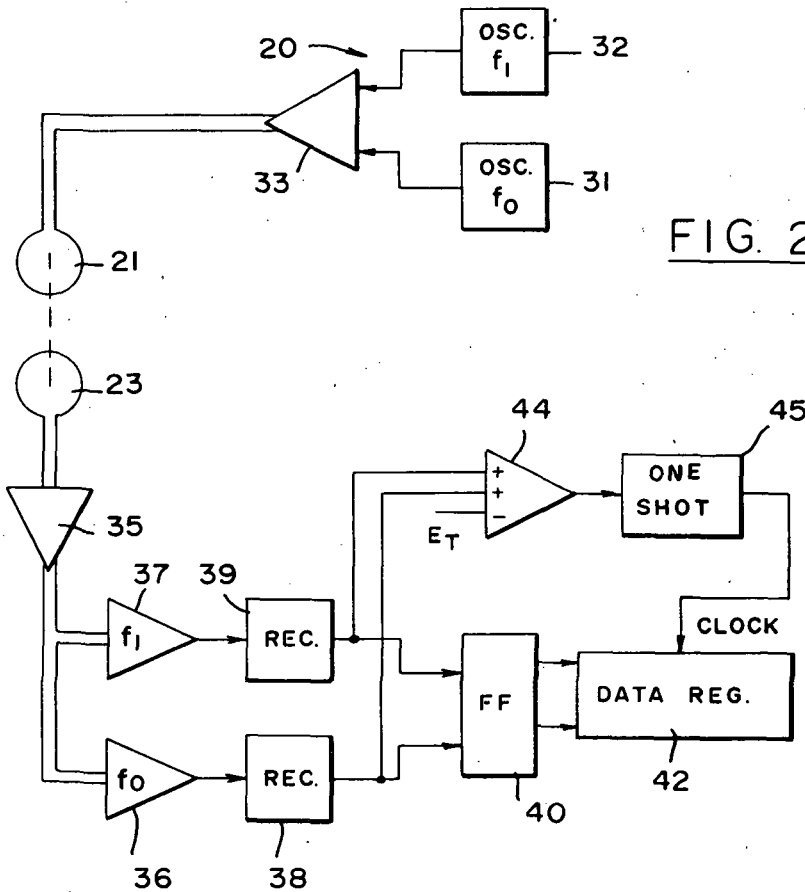 20
OSC.
f1
32
33
OSC.
f0
31
FIG. 2
21
23
35
44
45
+
+
−
ET
ONE
SHOT
37
f1
39
REC.
CLOCK
FF
40
DATA REG.
42
f0
36
REC.
38